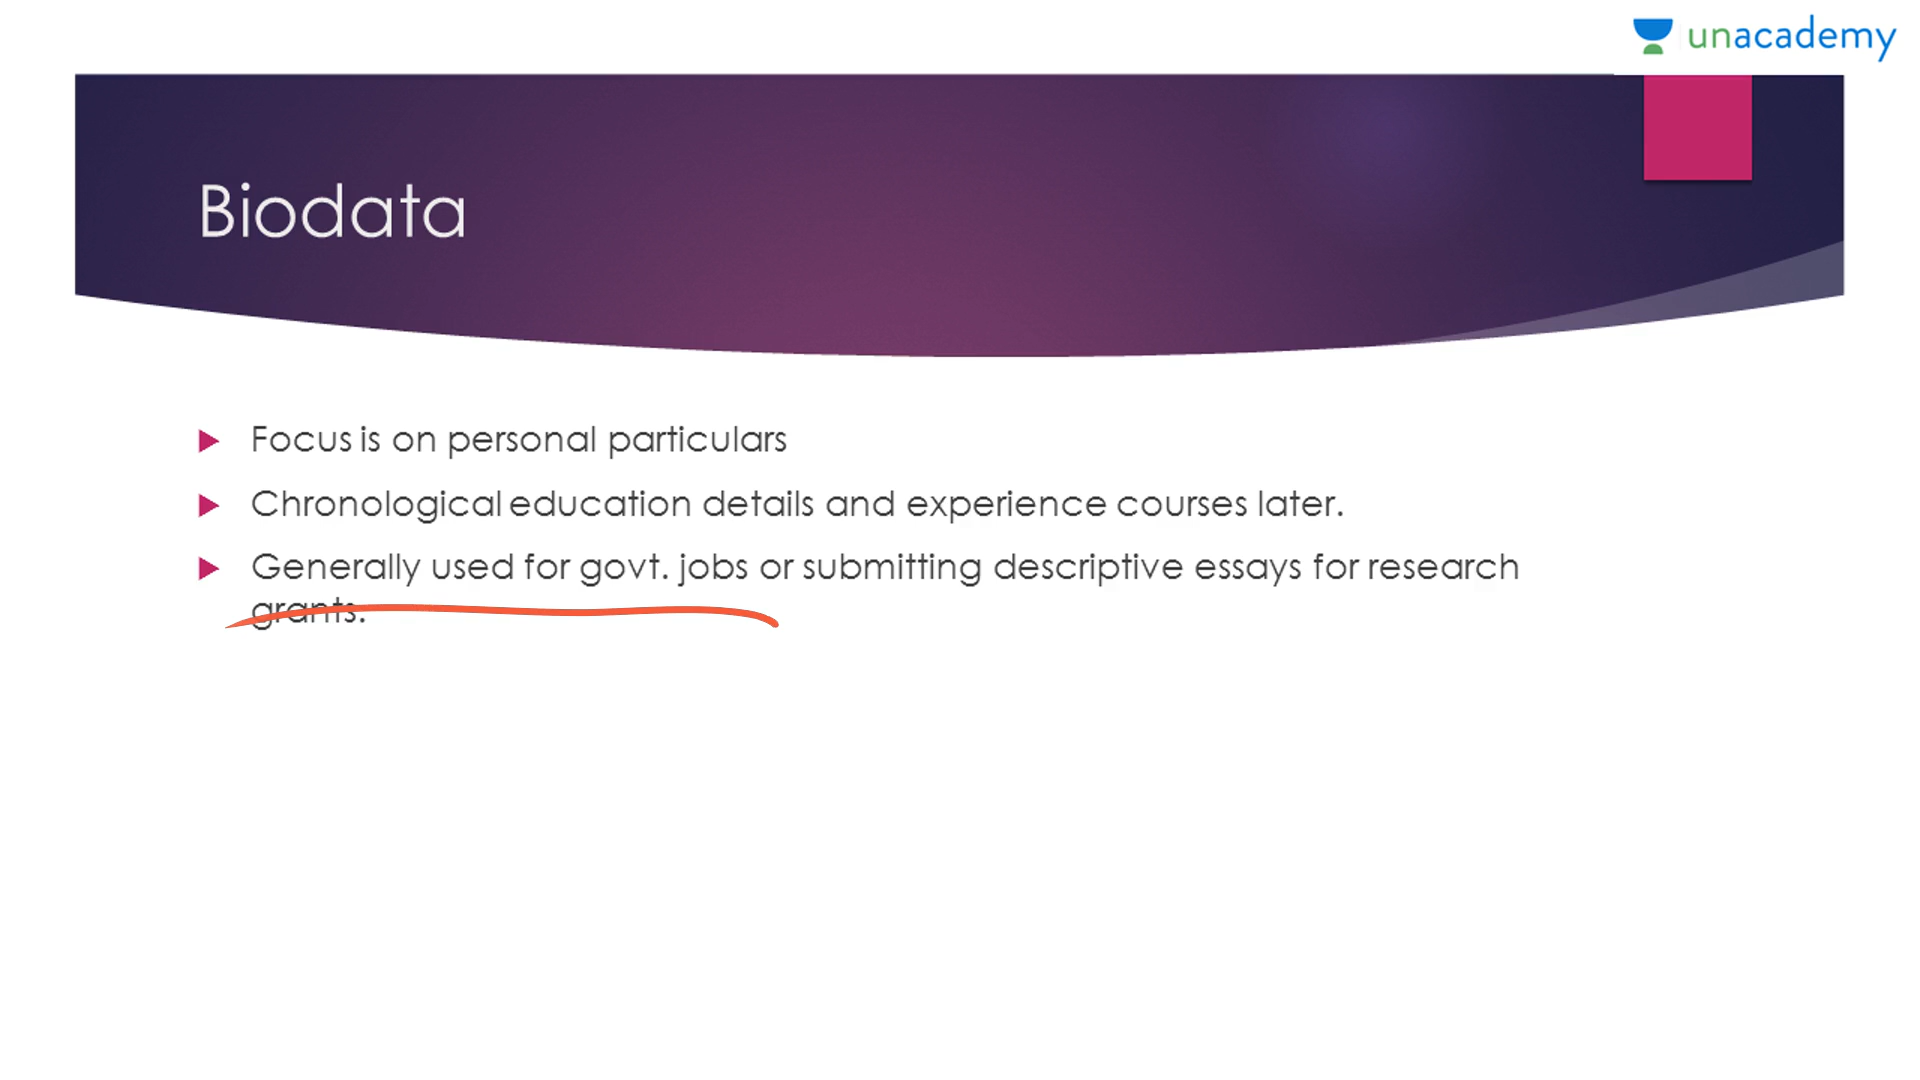 unacademy
Biodata
Focus is on personal particulars
Chronological education details and experience courses later.
Generally used for govt. jobs or submitting descriptive essays for research
grants.